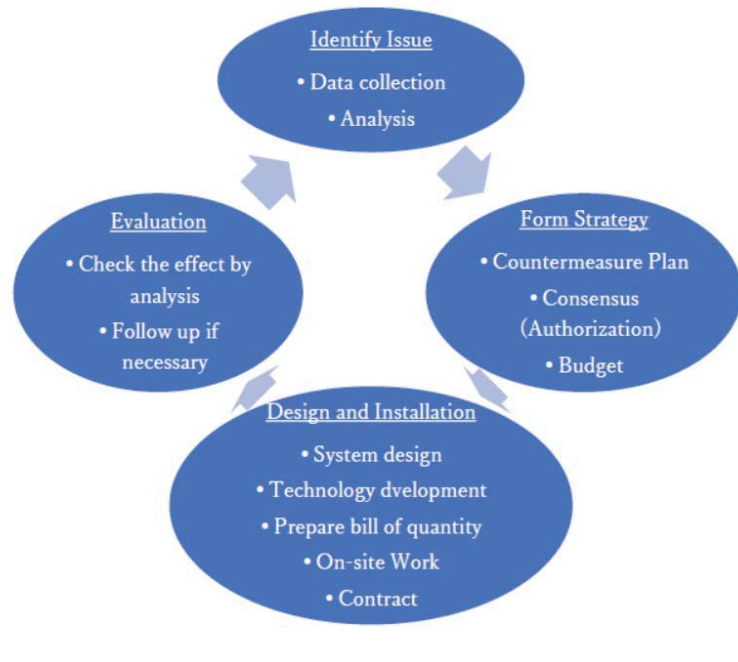 Identify Issue
• Data collection
• Analysis
Form Strategy
• Countermeasure Plan
• Consensus
(Authorization)
• Budget
Design and Installation
• System design
• Technology dvelopment
• Prepare bill of quantity
• On-site Work
• Contract
Evaluation
• Check the effect by
analysis
• Follow up if
necessary